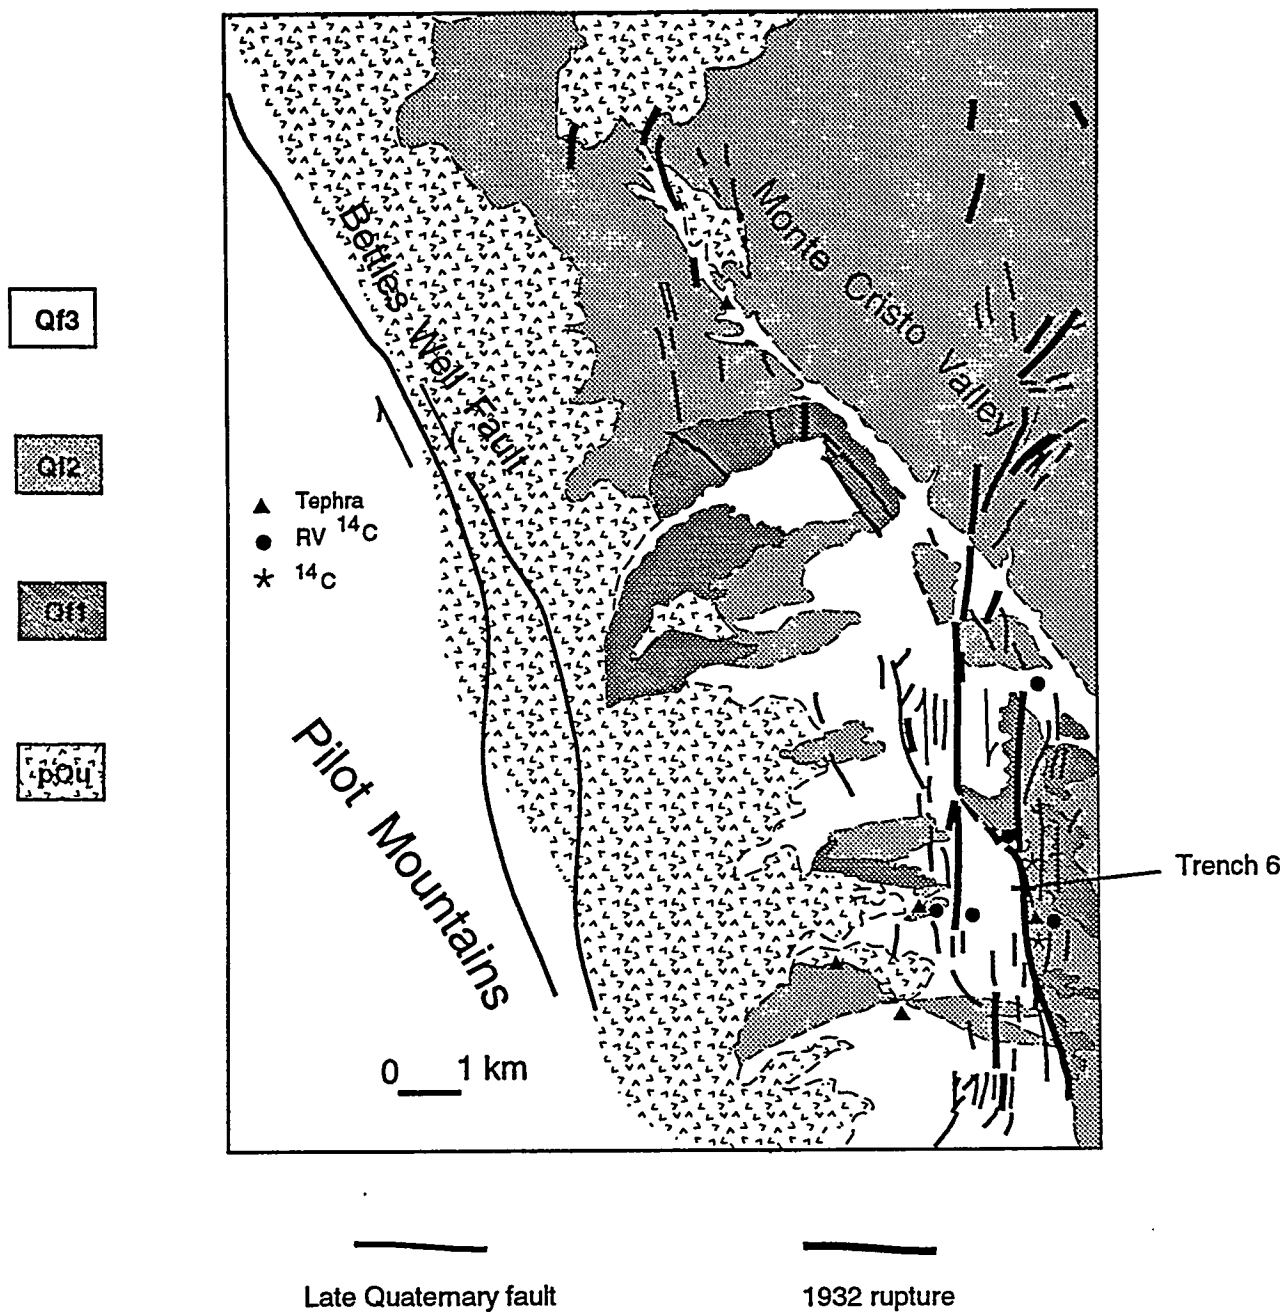 Qf3
Qf2
Qf1
pQu
Bettles Well Fault
Monte Cristo Valley
Tephra
RV 14C
14C
Pilot Mountains
Trench 6
0 1 km
Late Quaternary fault
1932 rupture